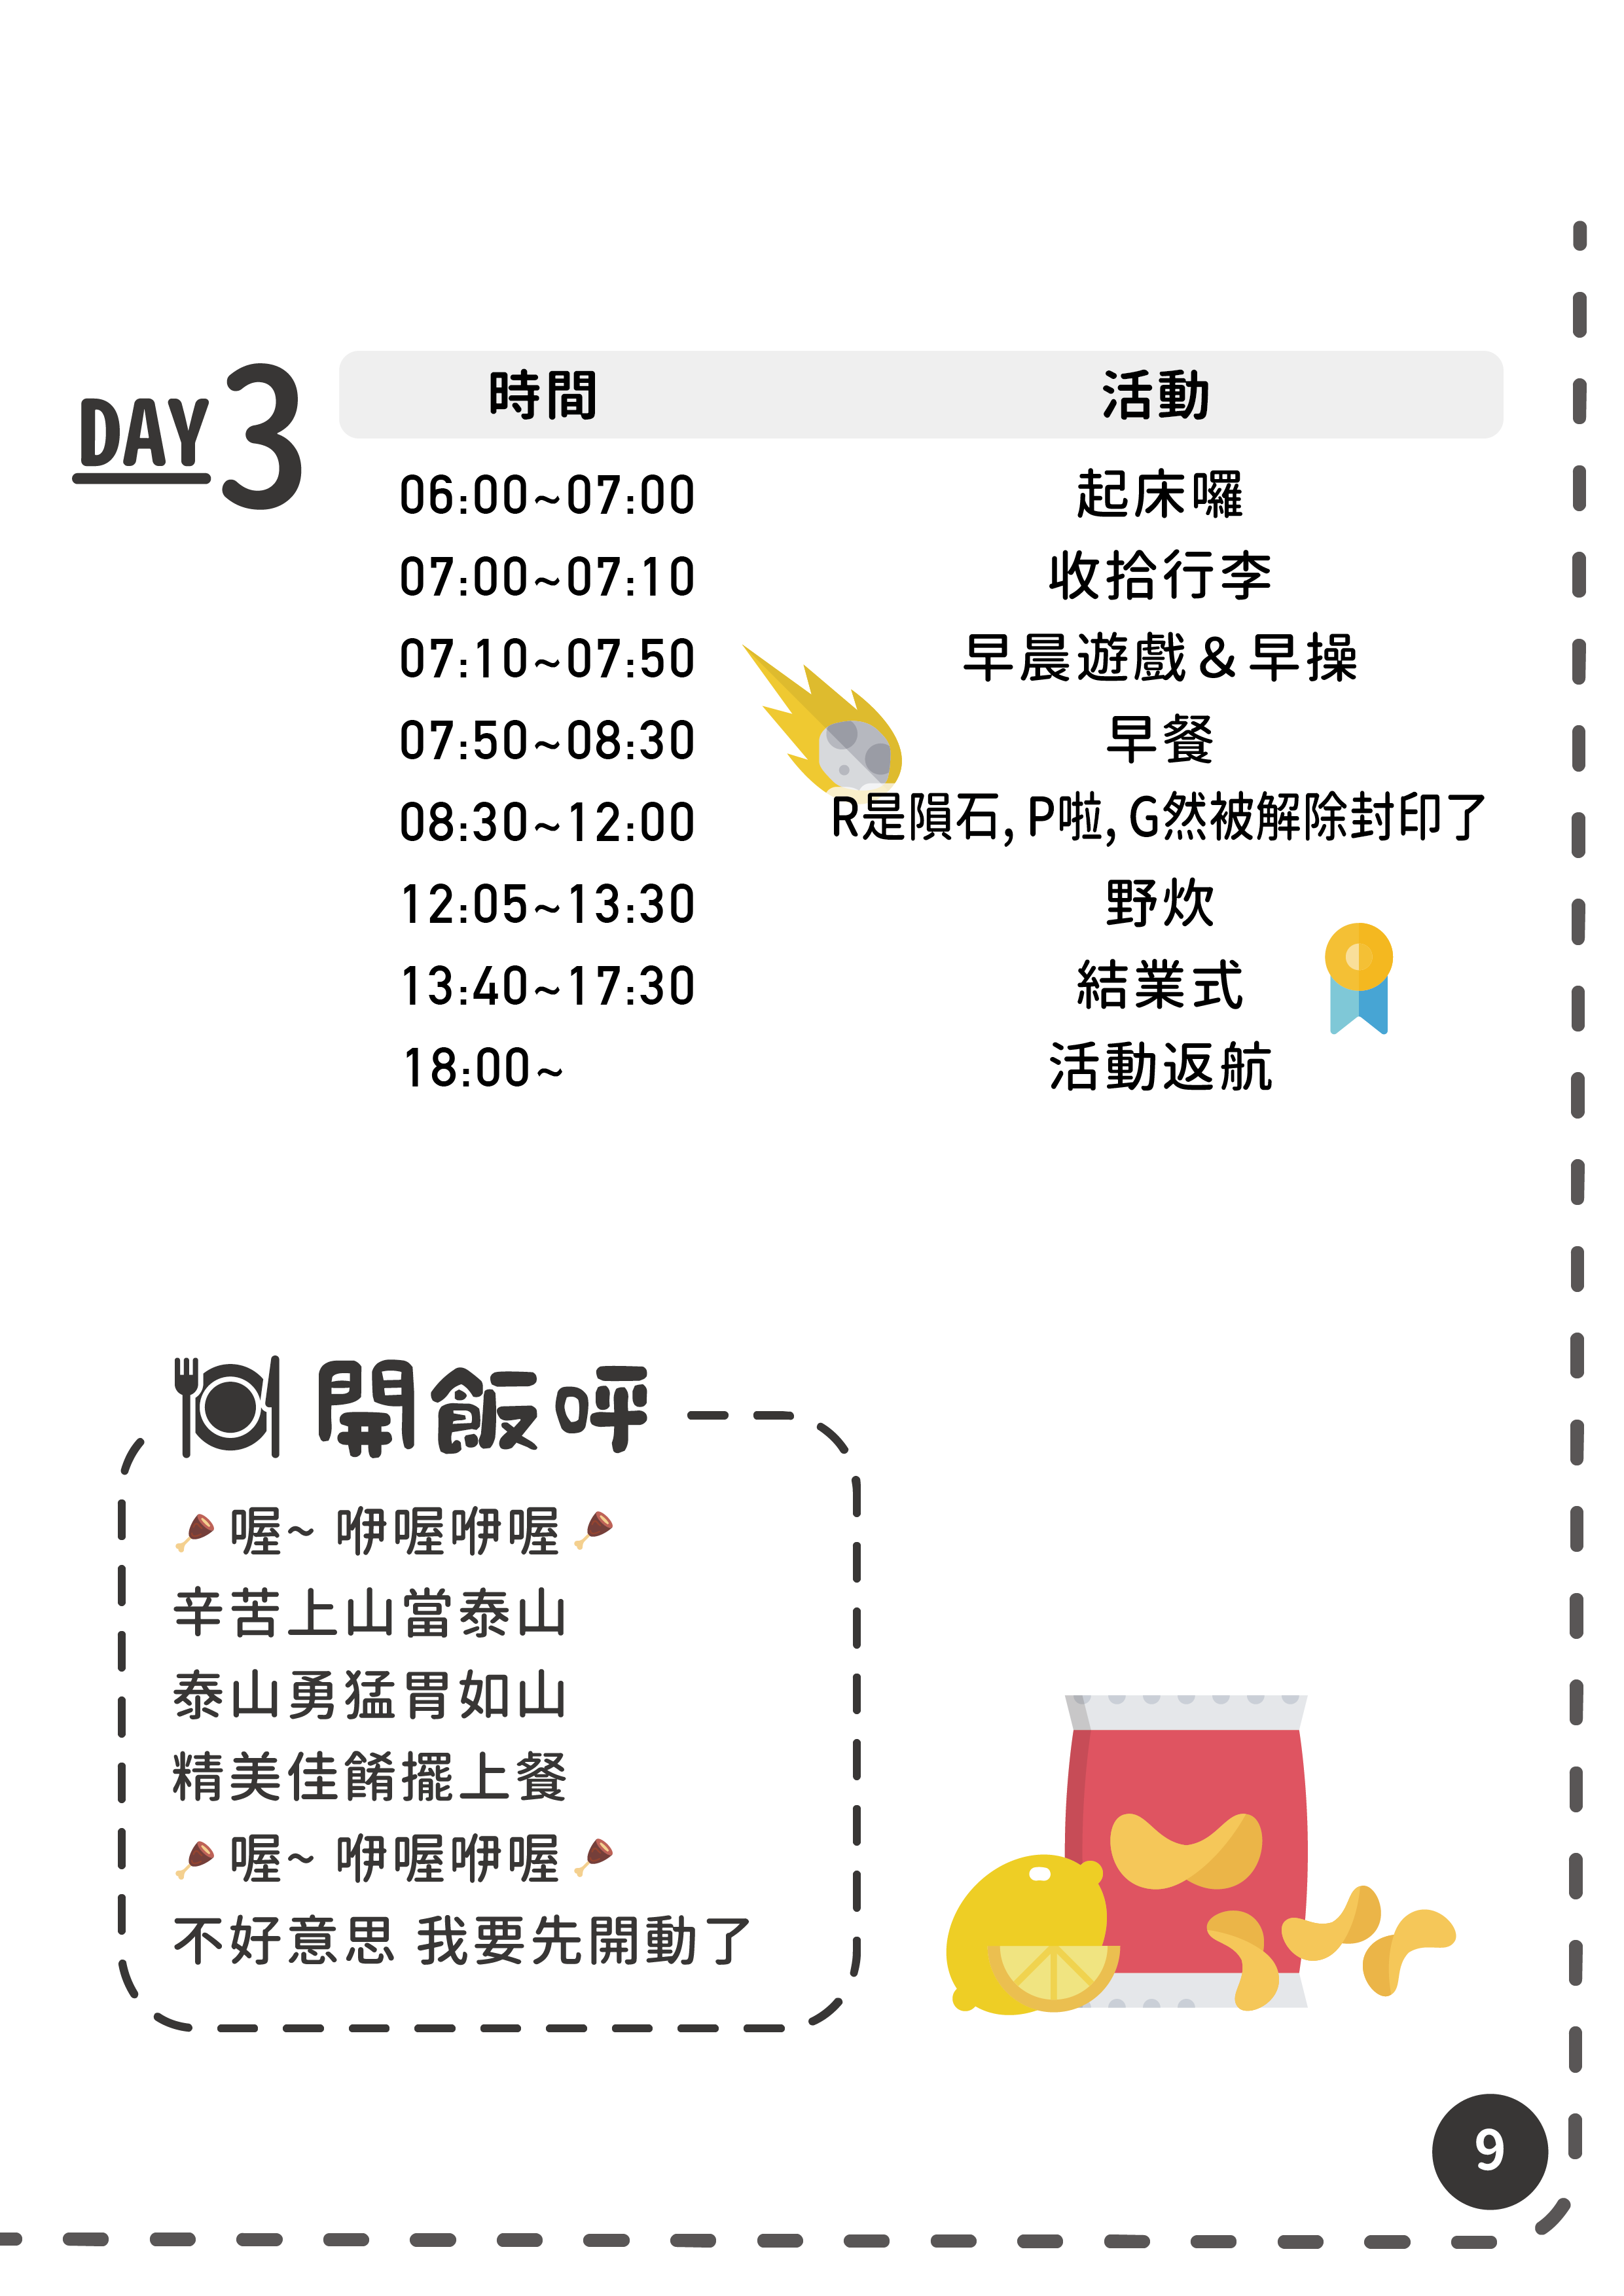 DAY 3
時間 活動
06:00~07:00 起床囉
07:00~07:10 收拾行李
07:10~07:50 早晨遊戲 & 早操
07:50~08:30 早餐
08:30~12:00 R是隕石, P啦, G然被解除封印了
12:05~13:30 野炊
13:40~17:30 結業式
18:00~ 活動返航
開飯呼
喔~ 咿喔咿喔
辛苦上山當泰山
泰山勇猛胃如山
精美佳餚擺上餐
喔~ 咿喔咿喔
不好意思 我要先開動了
9